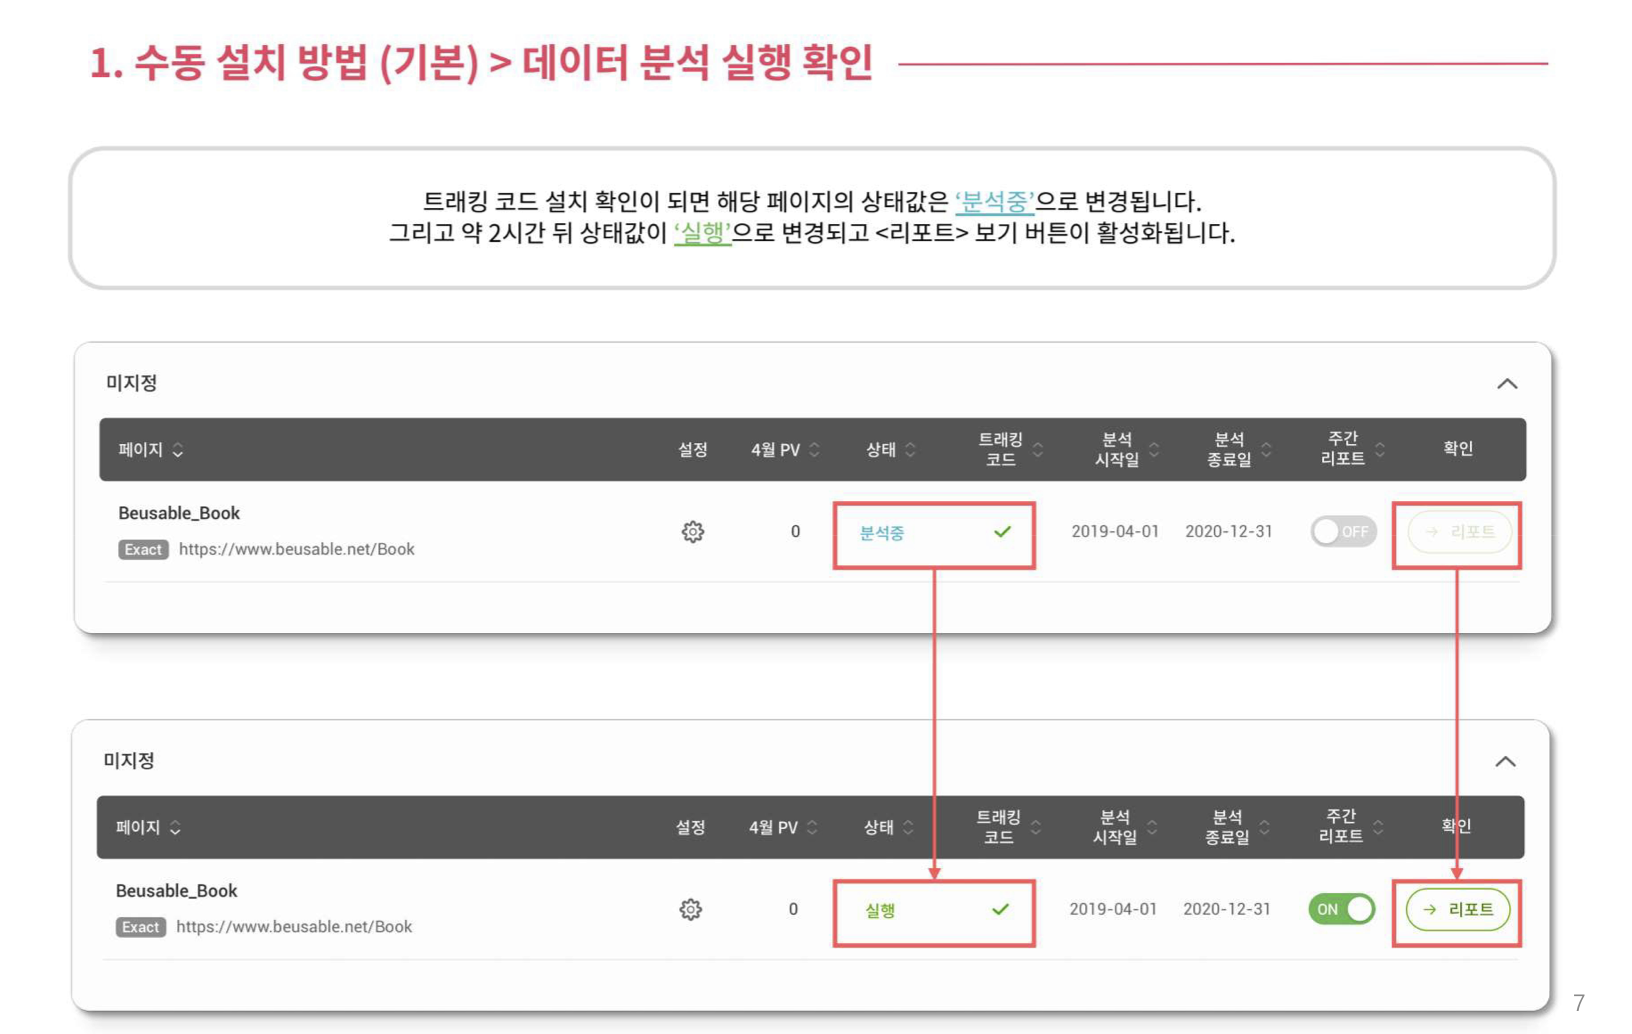 1. 수동 설치 방법 (기본) > 데이터 분석 실행 확인
트래킹 코드 설치 확인이 되면 해당 페이지의 상태값은 ‘분석중’으로 변경됩니다.
그리고 약 2시간 뒤 상태값이 ‘실행’으로 변경되고 <리포트> 보기 버튼이 활성화됩니다.
미지정
페이지 설정 4월 PV 상태 트래킹 코드 분석 시작일 분석 종료일 주간 리포트 확인
Beusable_Book
Exact https://www.beusable.net/Book 0 분석중 2019-04-01 2020-12-31 OFF → 리포트
미지정
페이지 설정 4월 PV 상태 트래킹 코드 분석 시작일 분석 종료일 주간 리포트 확인
Beusable_Book
Exact https://www.beusable.net/Book 0 실행 2019-04-01 2020-12-31 ON → 리포트
7